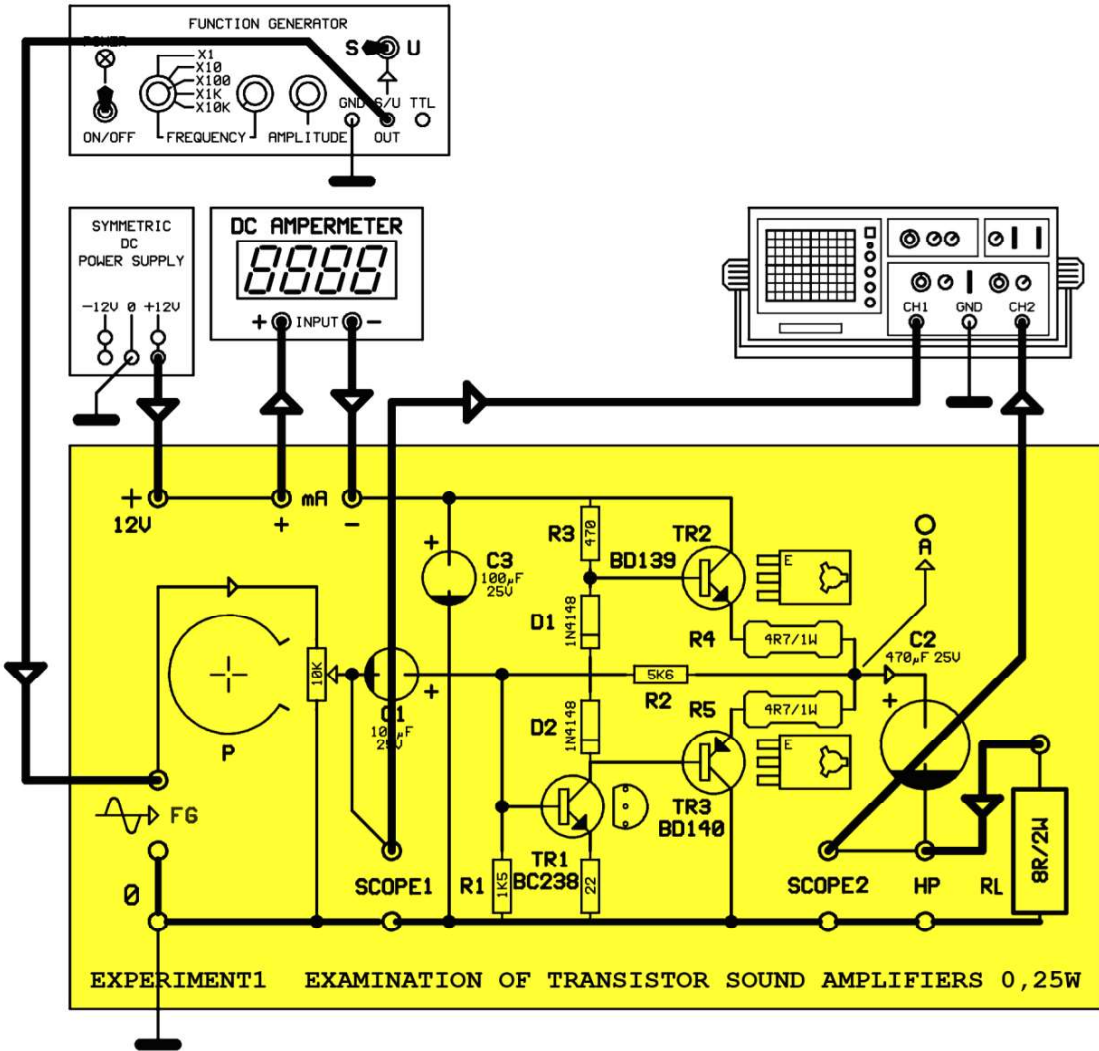 FUNCTION GENERATOR
POWER
S U
X1
X10
X100
X1K
X10K
GND S/U TTL
ON/OFF FREQUENCY AMPLITUDE OUT
SYMMETRIC
DC
POWER SUPPLY
-12V 0 +12V
DC AMPERMETER
8888
+ INPUT -
CH1 GND CH2
+ mA
12V + -
R3 470
TR2
BD139
E
A
+ C3
100µF
25V
D1 1N4148
R4 4R7/1W
C2
470µF 25V
10K
+
5K6
R2
+
C1
100µF
25V
D2 1N4148
R5 4R7/1W
E
P
TR3
BD140
FG
TR1
BC238
8R/2W
0
SCOPE1 R1 1K5 22 SCOPE2 HP RL
EXPERIMENT1 EXAMINATION OF TRANSISTOR SOUND AMPLIFIERS 0,25W